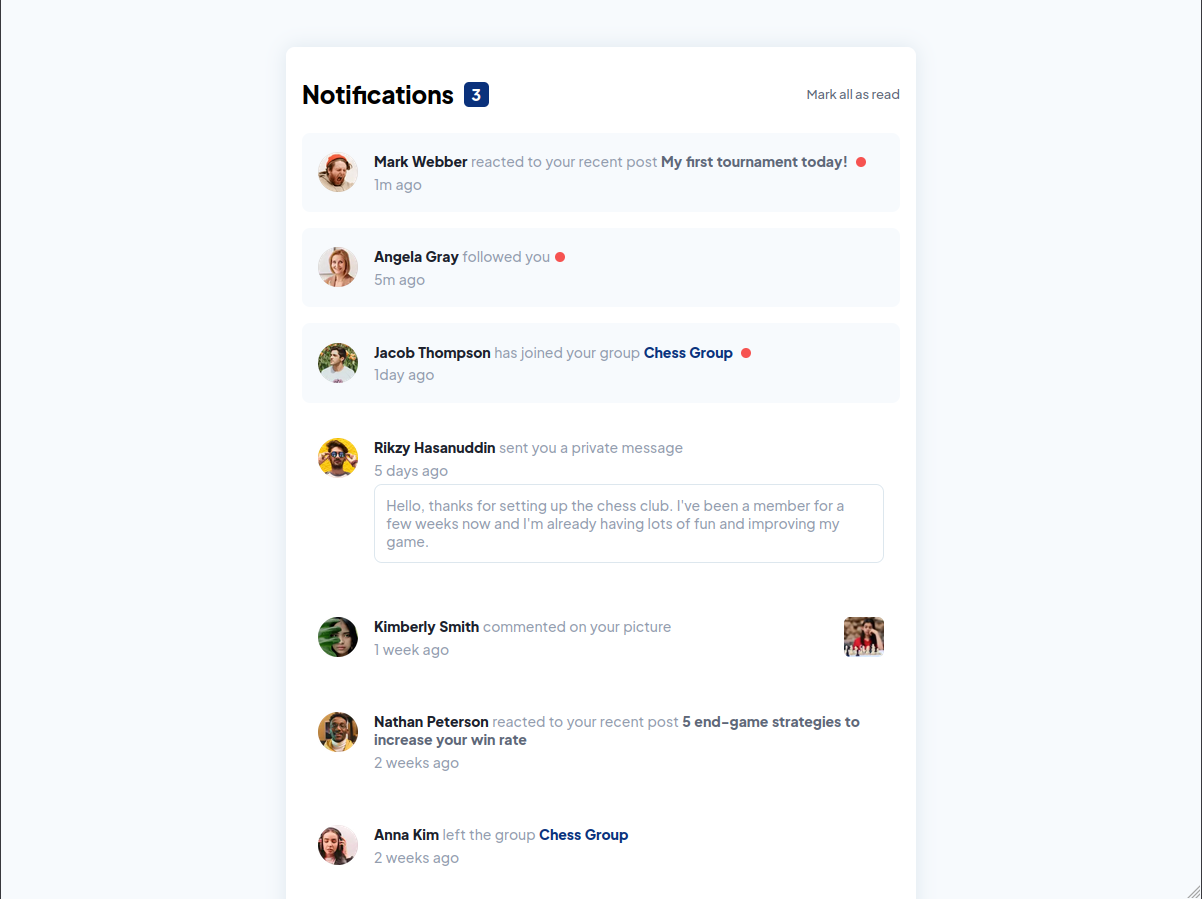 Notifications 3
Mark all as read
Mark Webber reacted to your recent post My first tournament today!
1m ago
Angela Gray followed you
5m ago
Jacob Thompson has joined your group Chess Group
1day ago
Rikzy Hasanuddin sent you a private message
5 days ago
Hello, thanks for setting up the chess club. I've been a member for a
few weeks now and I'm already having lots of fun and improving my
game.
Kimberly Smith commented on your picture
1 week ago
Nathan Peterson reacted to your recent post 5 end-game strategies to
increase your win rate
2 weeks ago
Anna Kim left the group Chess Group
2 weeks ago